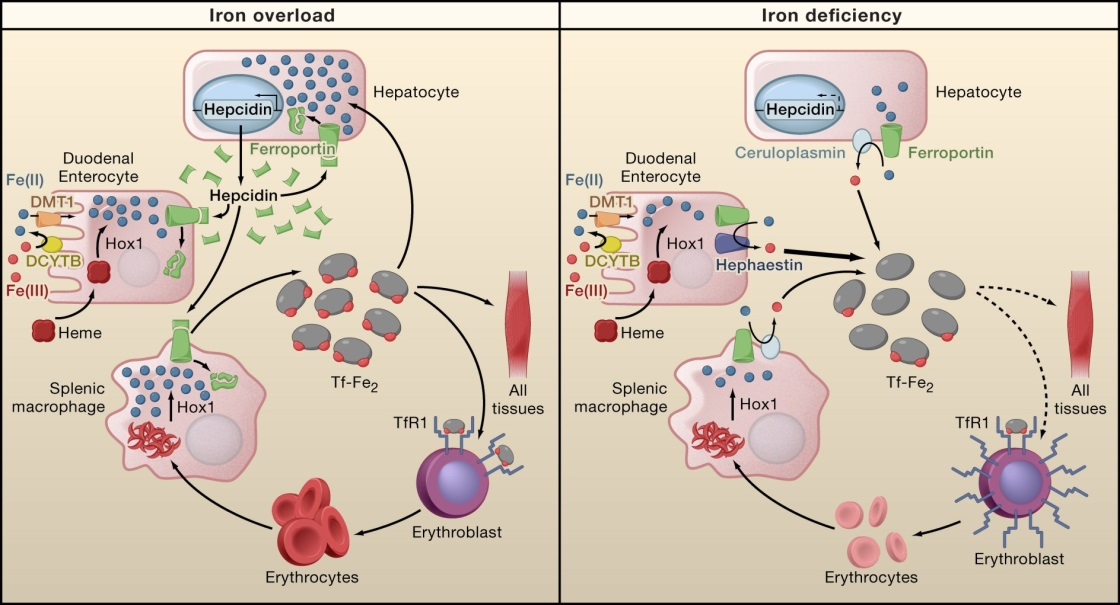 Iron overload
Hepcidin
Hepatocyte
Ferroportin
Duodenal
Enterocyte
Fe(II)
DMT1
Hepcidin
Hox1
DCYTB
Fe(III)
Heme
Tf-Fe2
All
tissues
Splenic
macrophage
Hox1
TfR1
Erythroblast
Erythrocytes
Iron deficiency
Hepcidin
Hepatocyte
Ceruloplasmin
Ferroportin
Duodenal
Enterocyte
Fe(II)
DMT1
Hox1
DCYTB
Hephaestin
Fe(III)
Heme
Tf-Fe2
All
tissues
Splenic
macrophage
Hox1
TfR1
Erythroblast
Erythrocytes